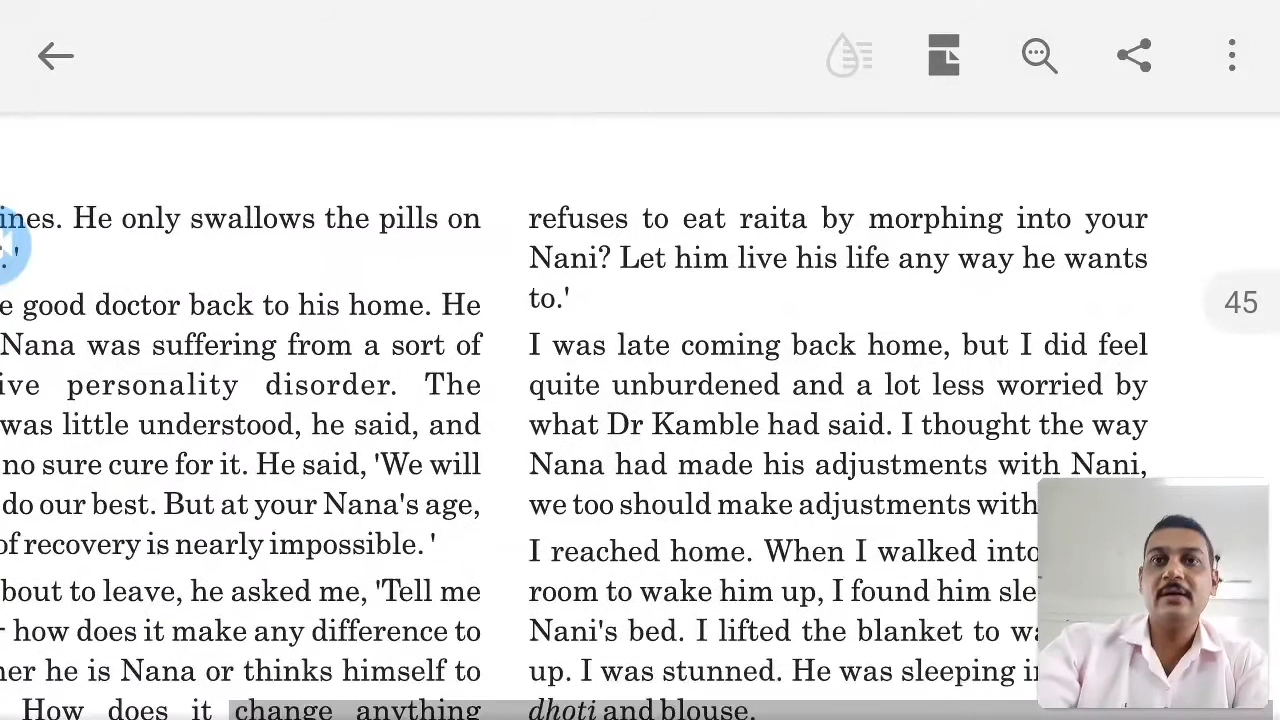 ines. He only swallows the pills on
.'
e good doctor back to his home. He
Nana was suffering from a sort of
ive personality disorder. The
was little understood, he said, and
no sure cure for it. He said, 'We will
do our best. But at your Nana's age,
of recovery is nearly impossible. '
bout to leave, he asked me, 'Tell me
how does it make any difference to
her he is Nana or thinks himself to
How does it change anything
refuses to eat raita by morphing into your
Nani? Let him live his life any way he wants
to.'
I was late coming back home, but I did feel
quite unburdened and a lot less worried by
what Dr Kamble had said. I thought the way
Nana had made his adjustments with Nani,
we too should make adjustments with
I reached home. When I walked into
room to wake him up, I found him sle
Nani's bed. I lifted the blanket to wa
up. I was stunned. He was sleeping i
dhoti and blouse.
45